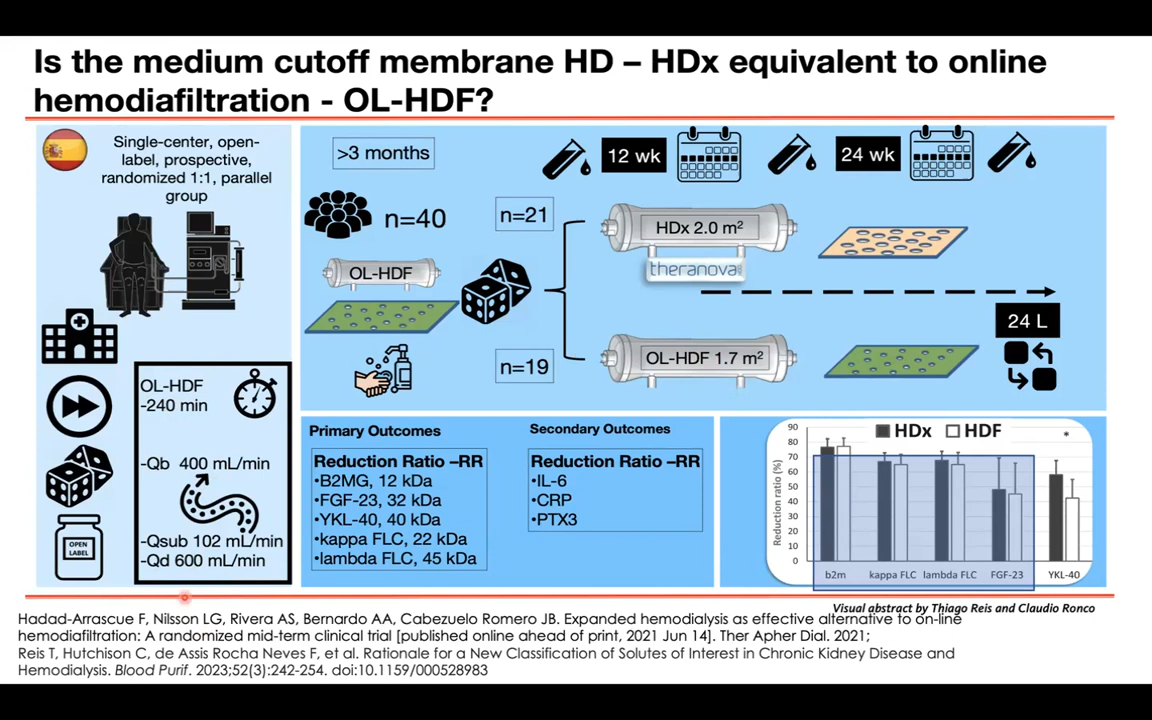 Is the medium cutoff membrane HD – HDx equivalent to online
hemodiafiltration - OL-HDF?
Single-center, open-
label, prospective,
randomized 1:1, parallel
group
OL-HDF
-240 min
-Qb 400 mL/min
-Qsub 102 mL/min
-Qd 600 mL/min
OPEN
LABEL
>3 months
12 wk
24 wk
n=40
n=21
HDx 2.0 m²
theranova
OL-HDF
24 L
OL-HDF 1.7 m²
n=19
Primary Outcomes
Reduction Ratio –RR
•B2MG, 12 kDa
•FGF-23, 32 kDa
•YKL-40, 40 kDa
•kappa FLC, 22 kDa
•lambda FLC, 45 kDa
Secondary Outcomes
Reduction Ratio –RR
•IL-6
•CRP
•PTX3
HDx HDF
*
Reduction ratio (%)
90
80
70
60
50
40
30
20
10
0
b2m kappa FLC lambda FLC FGF-23 YKL-40
Visual abstract by Thiago Reis and Claudio Ronco
Hadad-Arrascue F, Nilsson LG, Rivera AS, Bernardo AA, Cabezuelo Romero JB. Expanded hemodialysis as effective alternative to on-line
hemodiafiltration: A randomized mid-term clinical trial [published online ahead of print, 2021 Jun 14]. Ther Apher Dial. 2021;
Reis T, Hutchison C, de Assis Rocha Neves F, et al. Rationale for a New Classification of Solutes of Interest in Chronic Kidney Disease and
Hemodialysis. Blood Purif. 2023;52(3):242-254. doi:10.1159/000528983